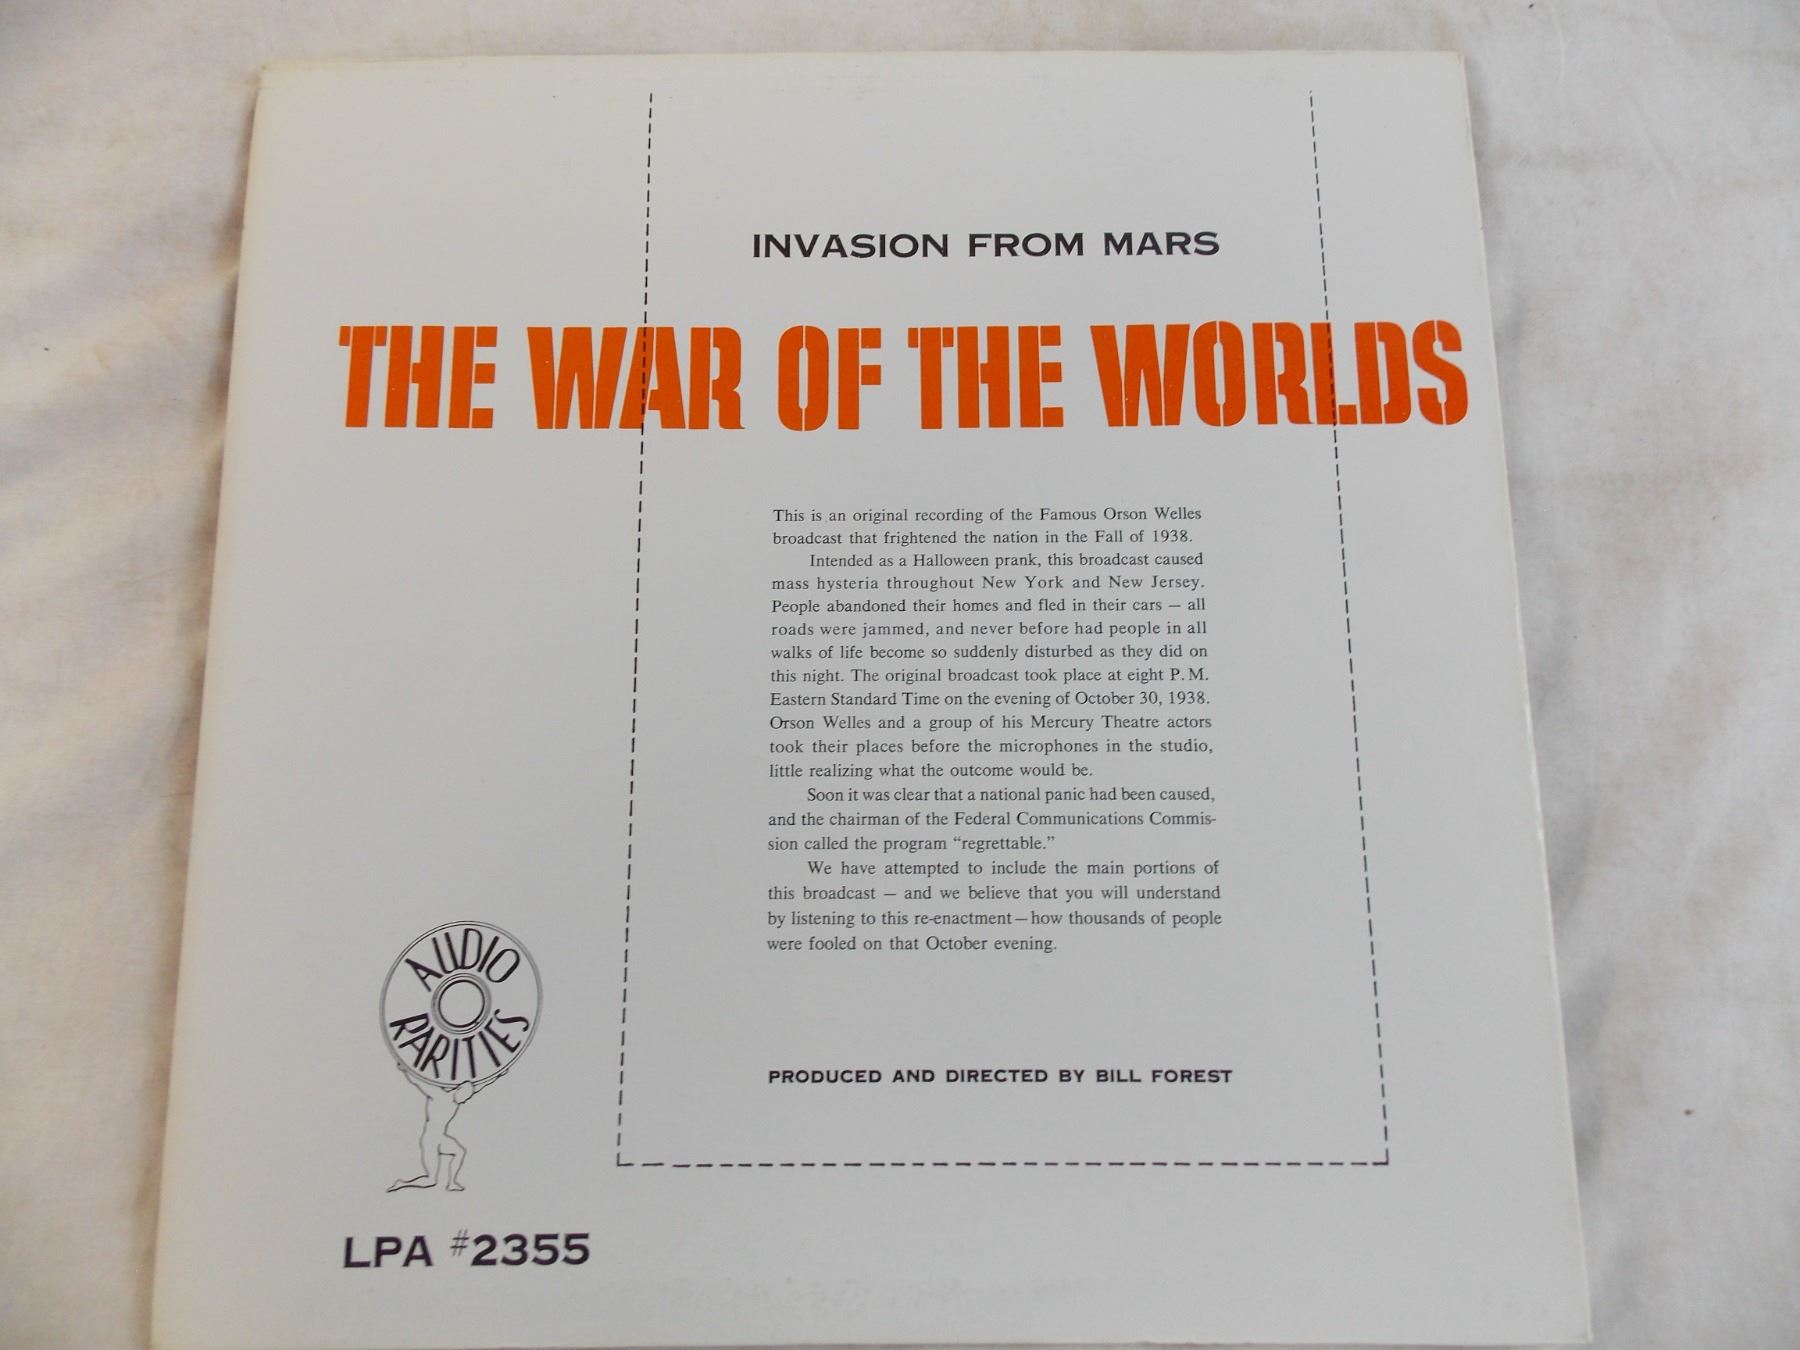 INVASION FROM MARS
THE WAR OF THE WORLDS
This is an original recording of the Famous Orson Welles
broadcast that frightened the nation in the Fall of 1938.
Intended as a Halloween prank, this broadcast caused
mass hysteria throughout New York and New Jersey.
People abandoned their homes and fled in their cars — all
roads were jammed, and never before had people in all
walks of life become so suddenly disturbed as they did on
this night. The original broadcast took place at eight P.M.
Eastern Standard Time on the evening of October 30, 1938.
Orson Welles and a group of his Mercury Theatre actors
took their places before the microphones in the studio,
little realizing what the outcome would be.
Soon it was clear that a national panic had been caused,
and the chairman of the Federal Communications Commis-
sion called the program “regrettable.”
We have attempted to include the main portions of
this broadcast — and we believe that you will understand
by listening to this re-enactment — how thousands of people
were fooled on that October evening.
PRODUCED AND DIRECTED BY BILL FOREST
AUDIO
RARITIES
LPA #2355